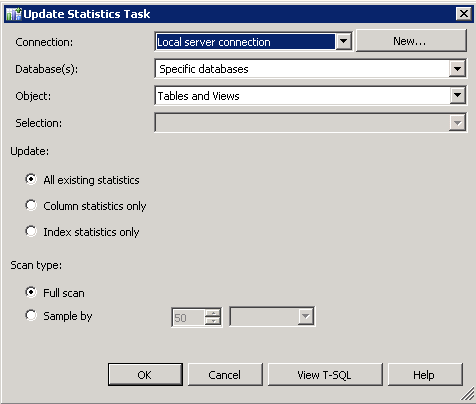 Update Statistics Task
Connection: Local server connection New...
Database(s): Specific databases
Object: Tables and Views
Selection:
Update:
All existing statistics
Column statistics only
Index statistics only
Scan type:
Full scan
Sample by 50
OK Cancel View T-SQL Help